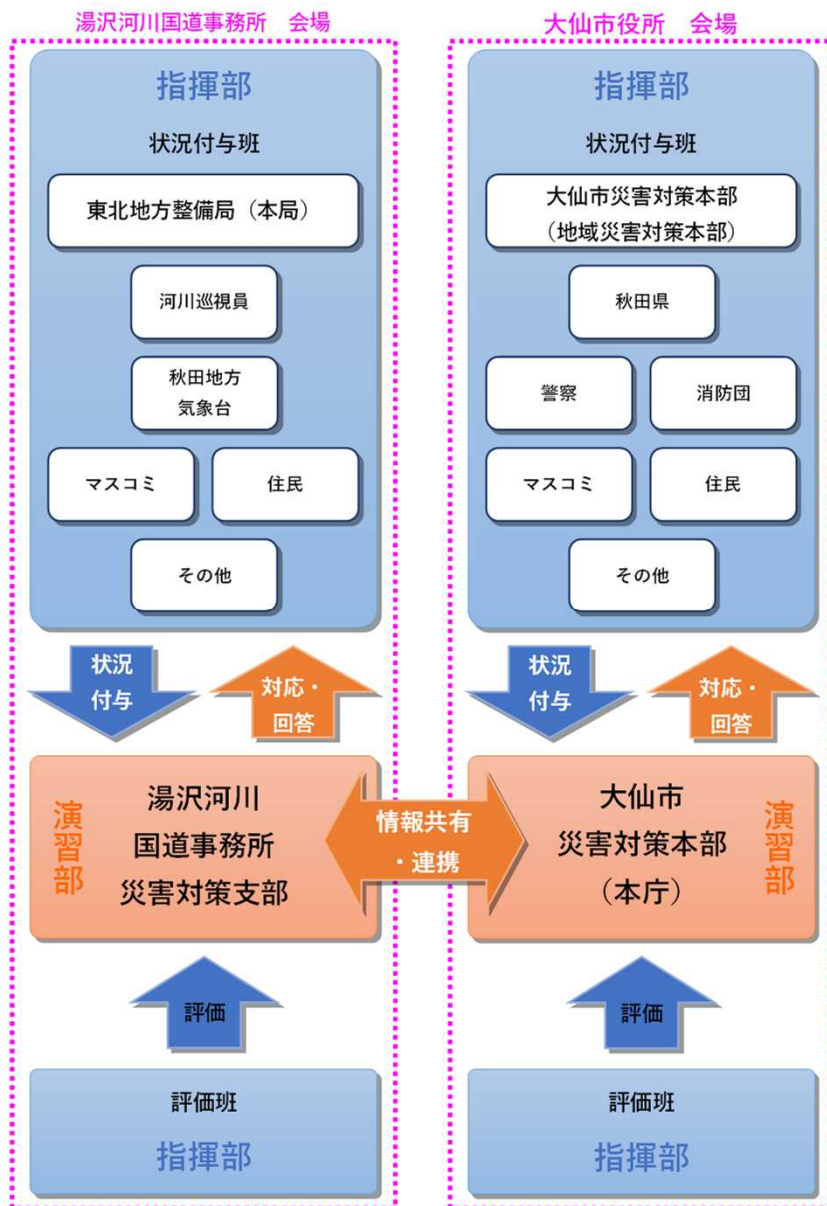 湯沢河川国道事務所　会場
指揮部
状況付与班
東北地方整備局（本局）
河川巡視員
秋田地方
気象台
マスコミ
住民
その他
状況
付与
対応・
回答
演習部
湯沢河川
国道事務所
災害対策支部
情報共有
・連携
評価
評価班
指揮部
大仙市役所　会場
指揮部
状況付与班
大仙市災害対策本部
（地域災害対策本部）
秋田県
警察
消防団
マスコミ
住民
その他
状況
付与
対応・
回答
大仙市
災害対策本部
（本庁）
演習部
評価
評価班
指揮部